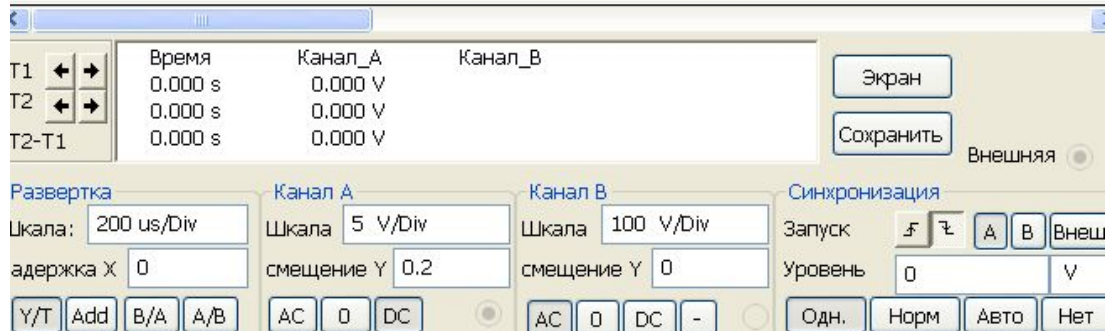 Время Канал_A Канал_B
T1 0.000 s 0.000 V
T2 0.000 s 0.000 V
T2-T1 0.000 s 0.000 V
Экран
Сохранить
Внешняя
Развертка Канал A Канал B Синхронизация
Шкала: 200 us/Div Шкала 5 V/Div Шкала 100 V/Div Запуск A B Внеш
адержка X 0 смещение Y 0.2 смещение Y 0 Уровень 0 V
Y/T Add B/A A/B AC 0 DC AC 0 DC - Одн. Норм Авто Нет